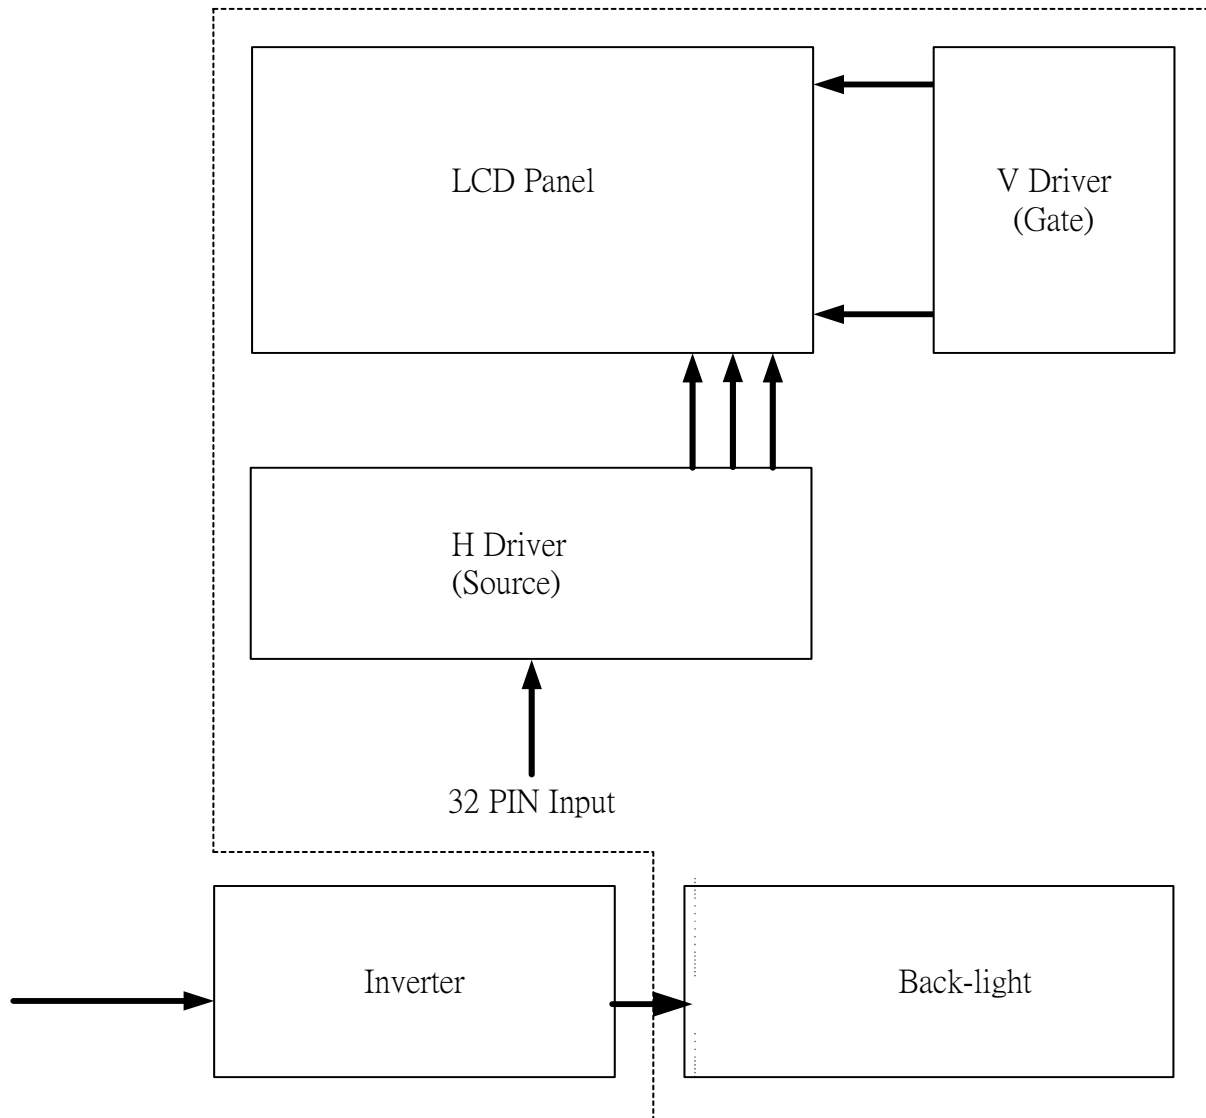 LCD Panel
V Driver
(Gate)
H Driver
(Source)
32 PIN Input
Inverter
Back-light